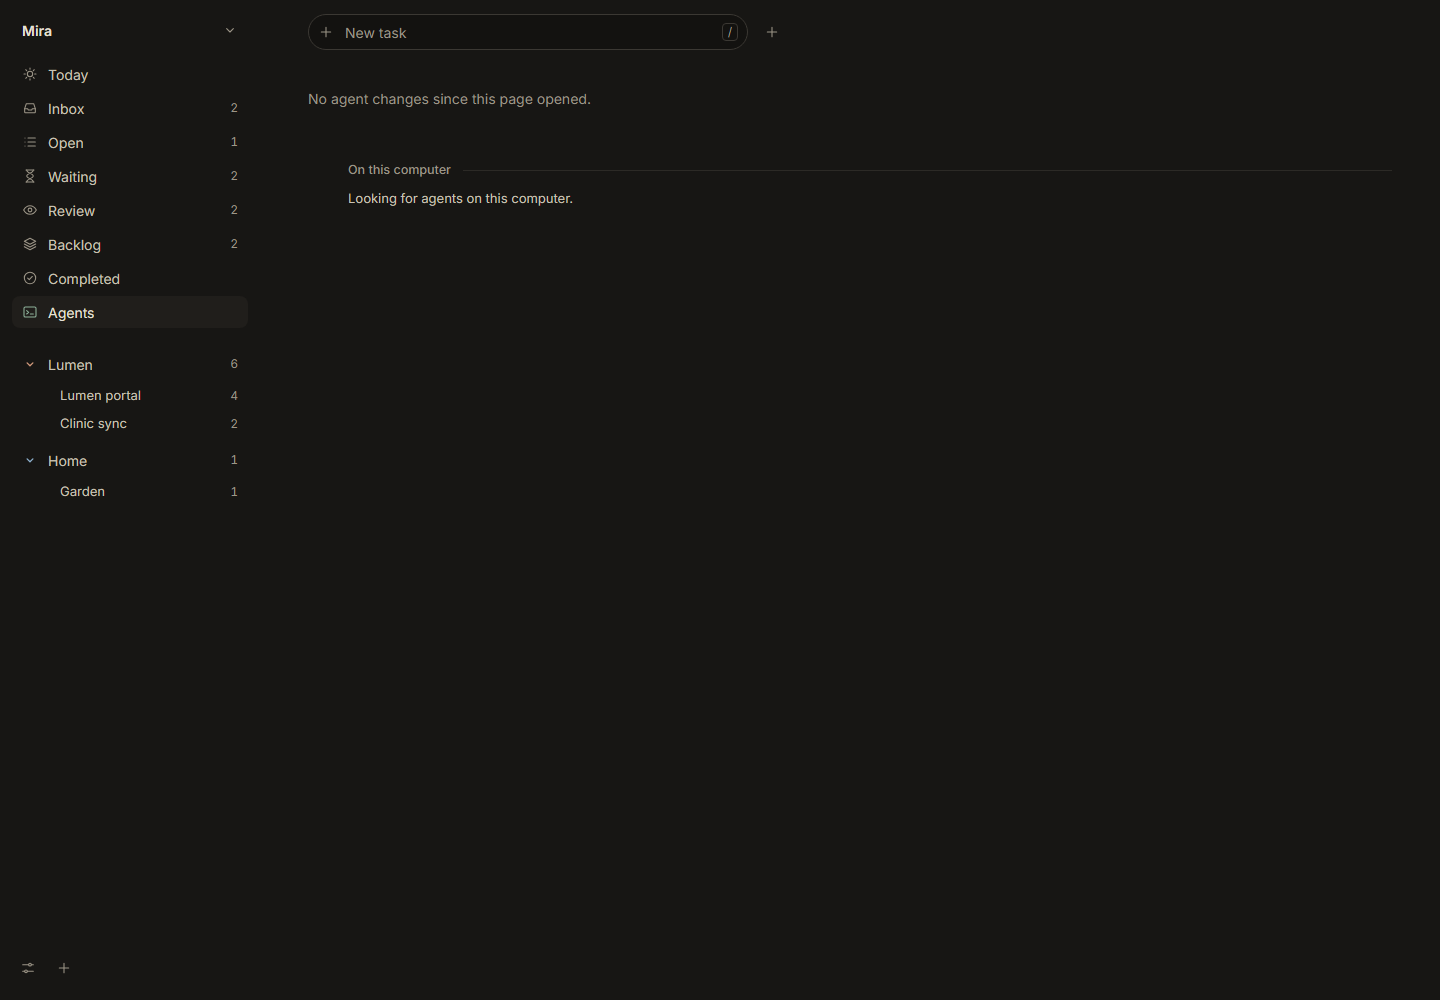 Mira
Today
Inbox 2
Open 1
Waiting 2
Review 2
Backlog 2
Completed
Agents
Lumen 6
Lumen portal 4
Clinic sync 2
Home 1
Garden 1
New task /
No agent changes since this page opened.
On this computer
Looking for agents on this computer.